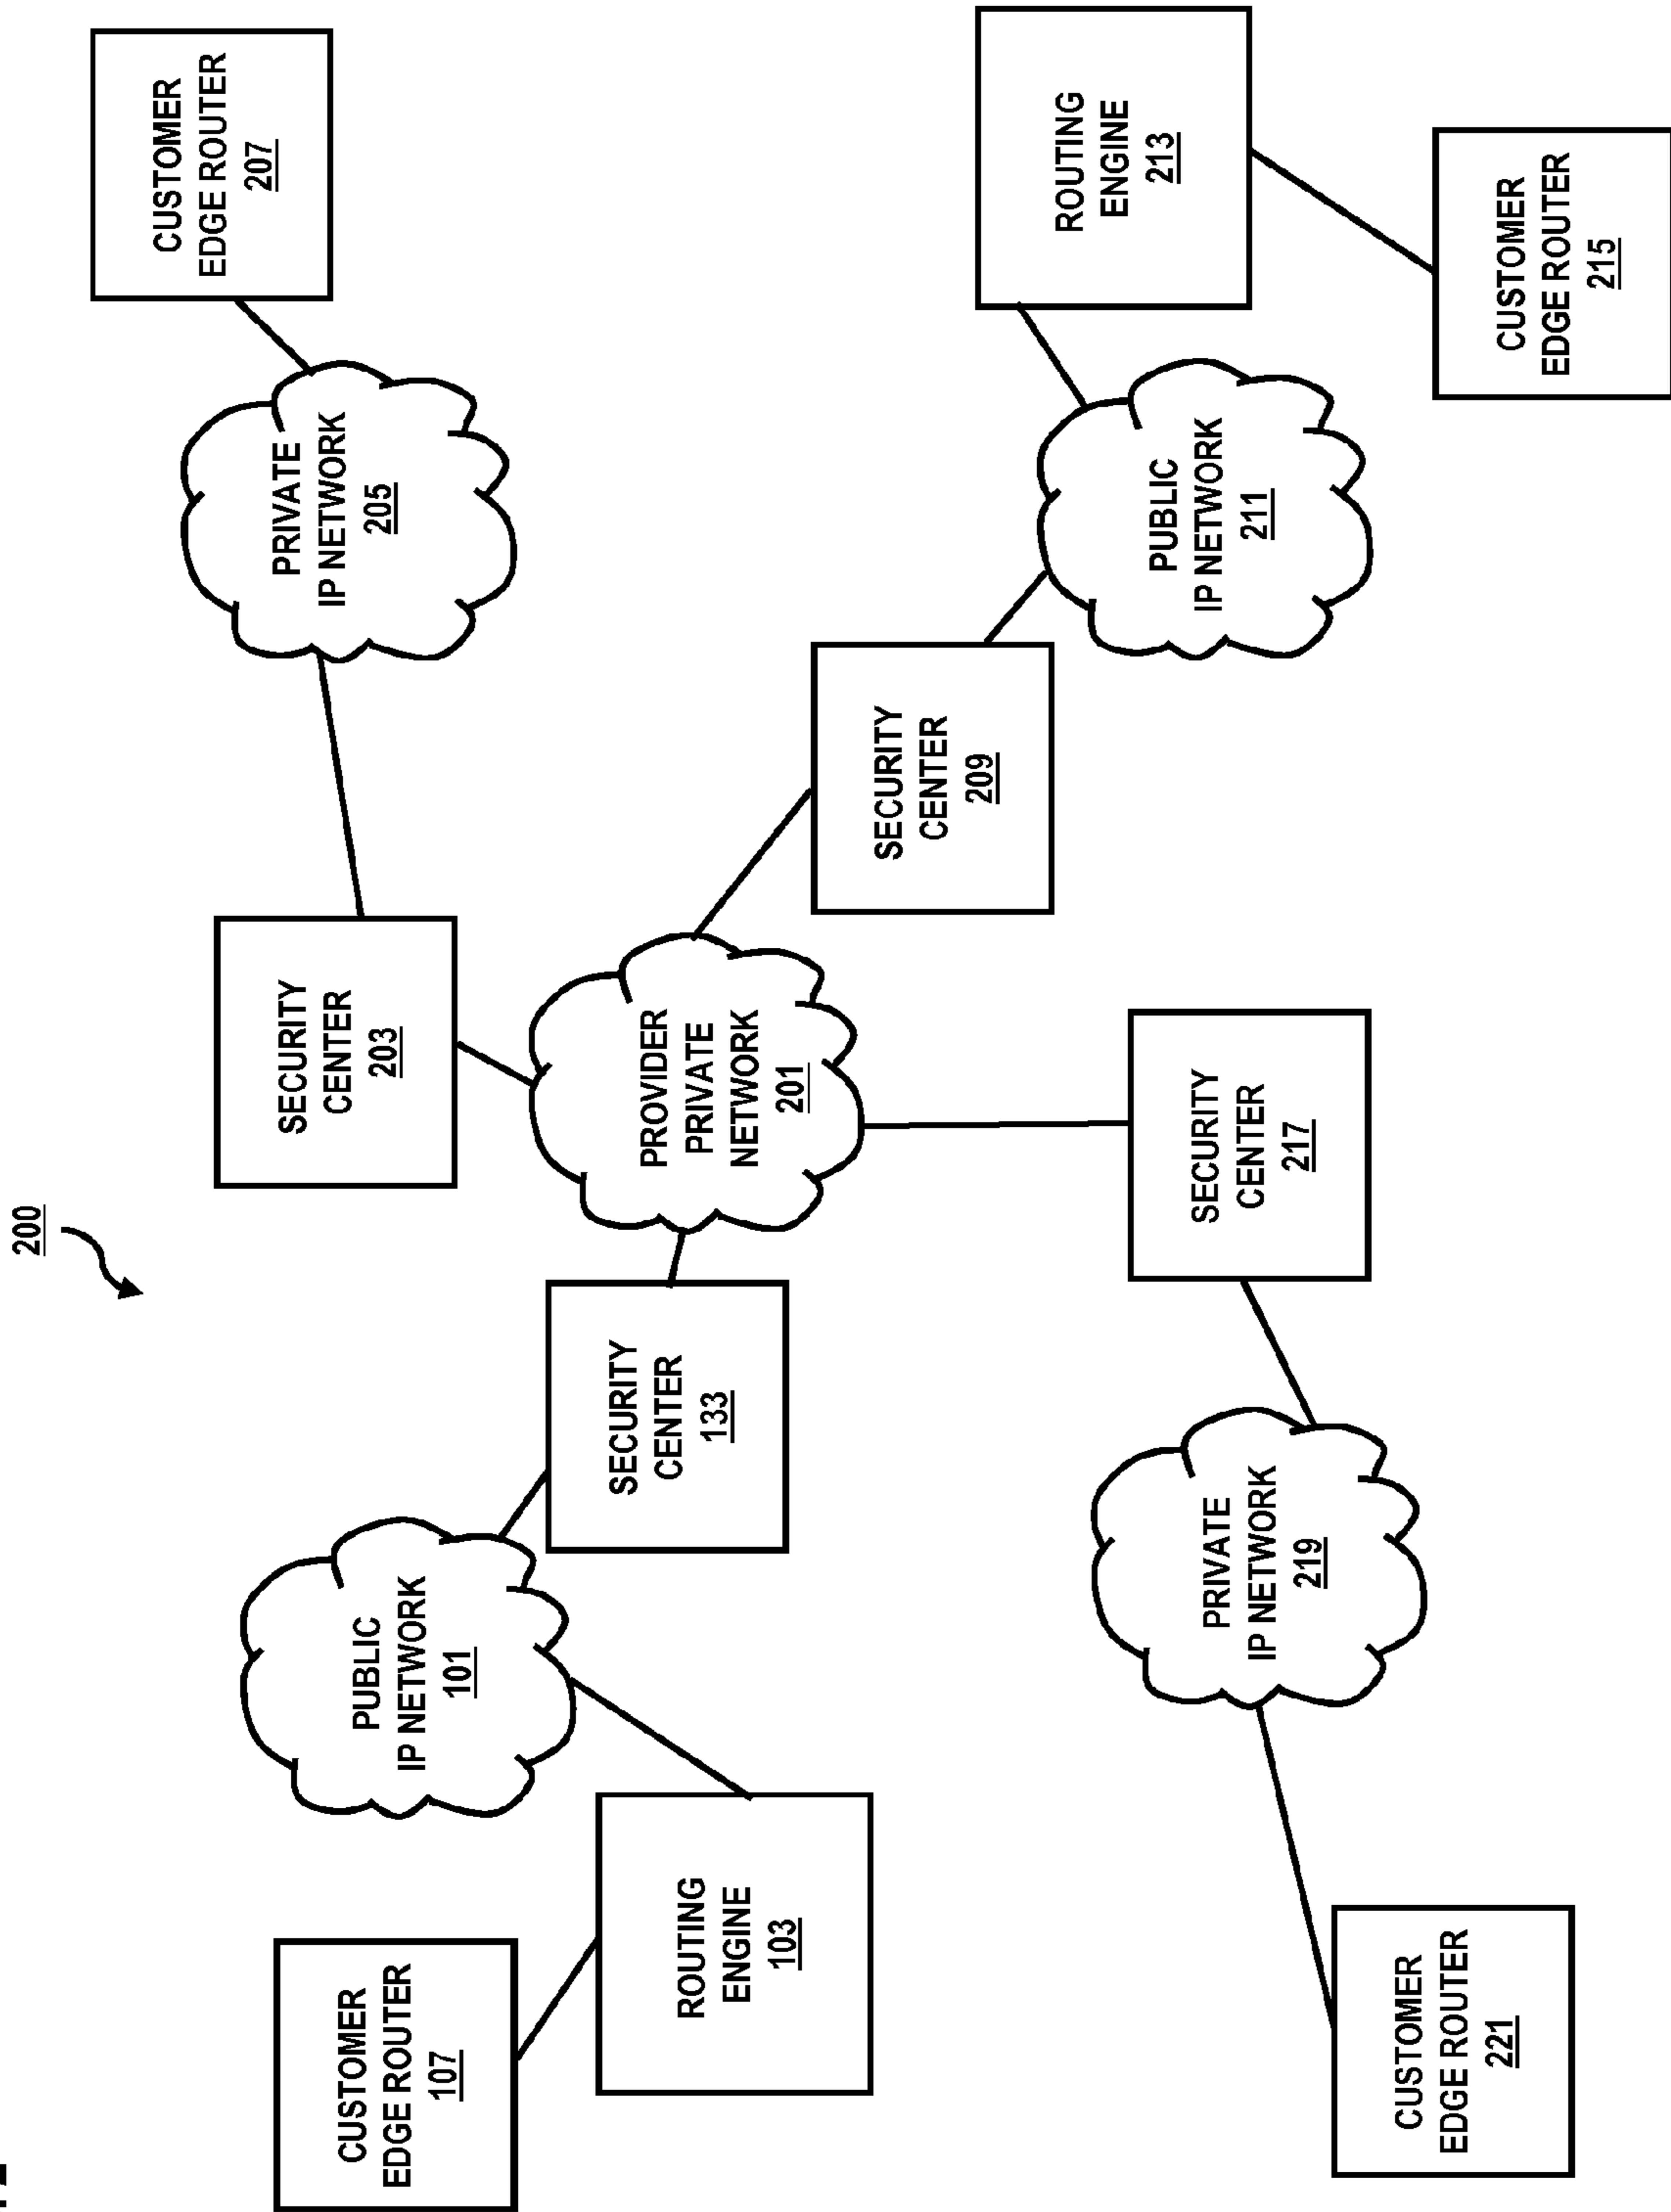 200
CUSTOMER
EDGE ROUTER
207
PRIVATE
IP NETWORK
205
SECURITY
CENTER
203
CUSTOMER
EDGE ROUTER
107
PUBLIC
IP NETWORK
101
SECURITY
CENTER
133
PROVIDER
PRIVATE
NETWORK
201
ROUTING
ENGINE
103
SECURITY
CENTER
209
ROUTING
ENGINE
213
PUBLIC
IP NETWORK
211
SECURITY
CENTER
217
PRIVATE
IP NETWORK
219
CUSTOMER
EDGE ROUTER
221
CUSTOMER
EDGE ROUTER
215